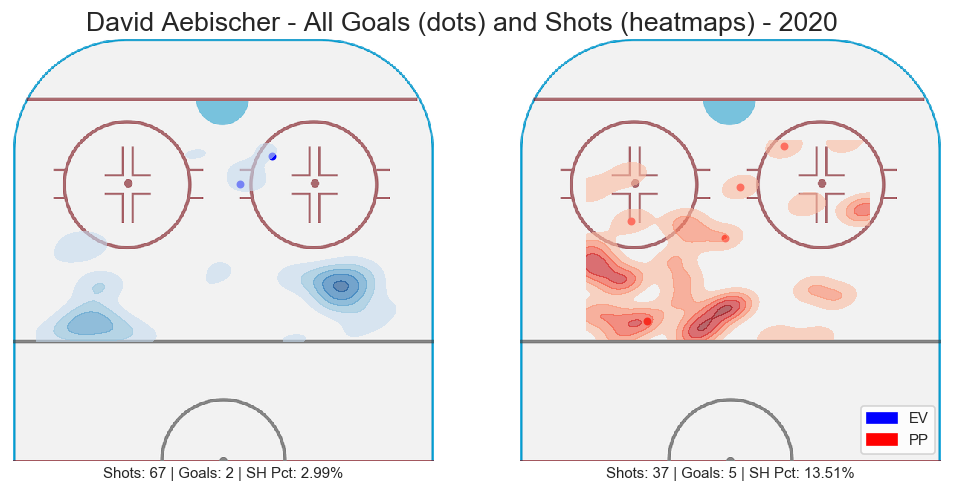 David Aebischer - All Goals (dots) and Shots (heatmaps) - 2020
EV
PP
Shots: 67 | Goals: 2 | SH Pct: 2.99%
Shots: 37 | Goals: 5 | SH Pct: 13.51%